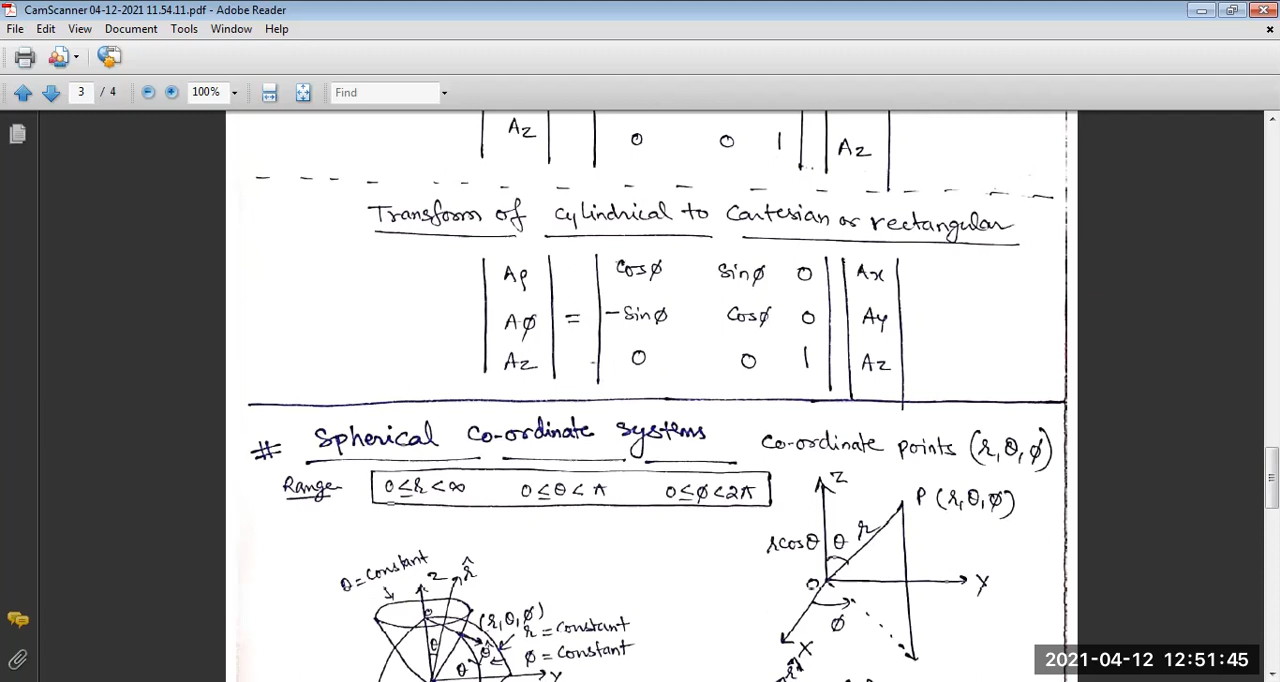 CamScanner 04-12-2021 11.54.11.pdf - Adobe Reader
File Edit View Document Tools Window Help
3 / 4 100% Find
Az 0 0 1 Az
Transform of cylindrical to Cartesian or rectangular
Aρ cosϕ sinϕ 0 Ax
Aϕ = -sinϕ cosϕ 0 Ay
Az 0 0 1 Az
# Spherical Co-ordinate systems Co-ordinate points (r,θ,ϕ)
Range 0≤r<∞ 0≤θ<π 0≤ϕ<2π
Z
P (r,θ,ϕ)
rcosθ θ r
O Y
ϕ
X
θ=constant
Z r̂
θ
(r,θ,ϕ)
r=constant
θ̂
ϕ=constant
θ
Y
2021-04-12 12:51:45